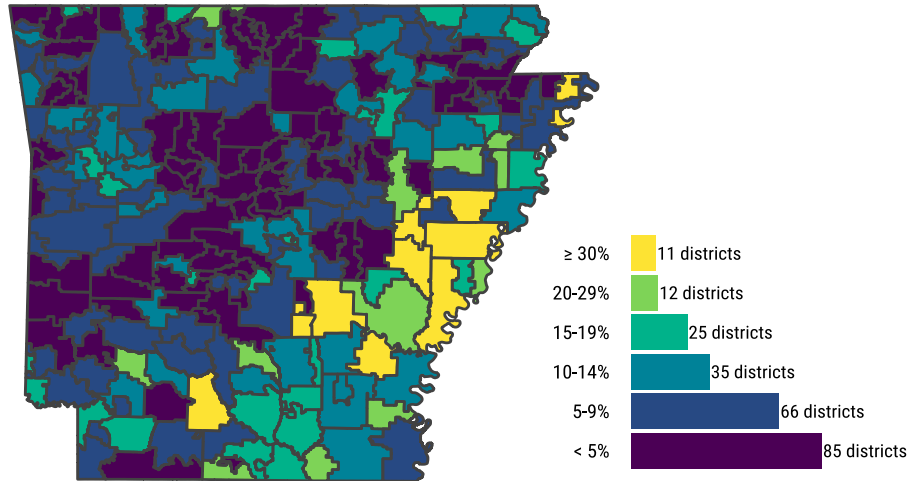 ≥ 30% 11 districts
20-29% 12 districts
15-19% 25 districts
10-14% 35 districts
5-9% 66 districts
< 5% 85 districts